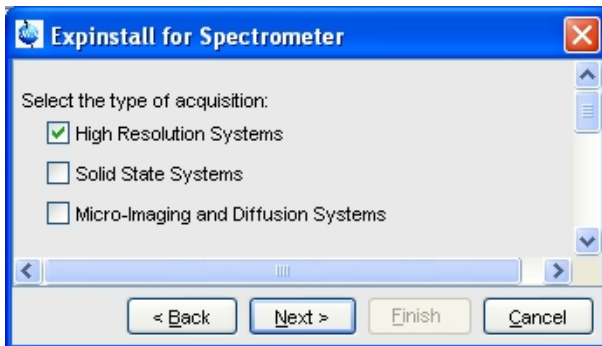 Expinstall for Spectrometer
Select the type of acquisition:
High Resolution Systems
Solid State Systems
Micro-Imaging and Diffusion Systems
< Back Next > Finish Cancel